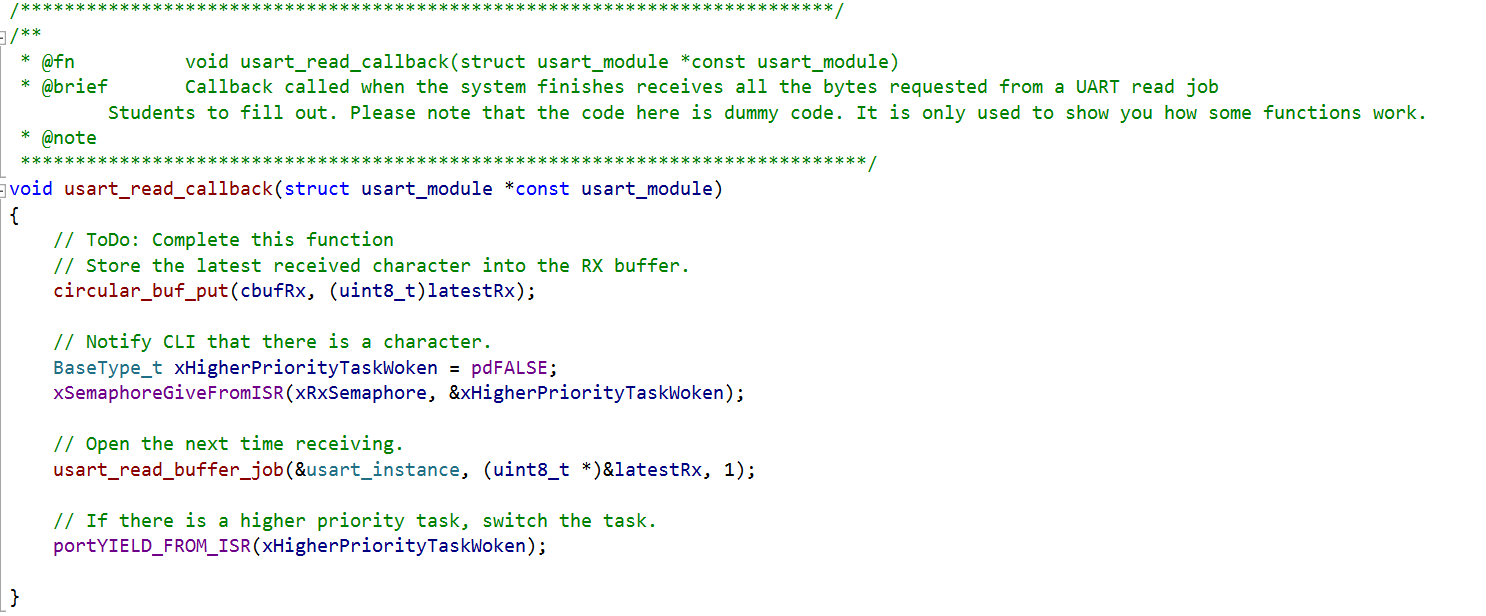 /**************************************************************************/
/**
 * @fn			void usart_read_callback(struct usart_module *const usart_module)
 * @brief		Callback called when the system finishes receives all the bytes requested from a UART read job
		 Students to fill out. Please note that the code here is dummy code. It is only used to show you how some functions work.
 * @note
 *****************************************************************************/
void usart_read_callback(struct usart_module *const usart_module)
{
	// ToDo: Complete this function
	// Store the latest received character into the RX buffer.
	circular_buf_put(cbufRx, (uint8_t)latestRx);

	// Notify CLI that there is a character.
	BaseType_t xHigherPriorityTaskWoken = pdFALSE;
	xSemaphoreGiveFromISR(xRxSemaphore, &xHigherPriorityTaskWoken);

	// Open the next time receiving.
	usart_read_buffer_job(&usart_instance, (uint8_t *)&latestRx, 1);

	// If there is a higher priority task, switch the task.
	portYIELD_FROM_ISR(xHigherPriorityTaskWoken);

}